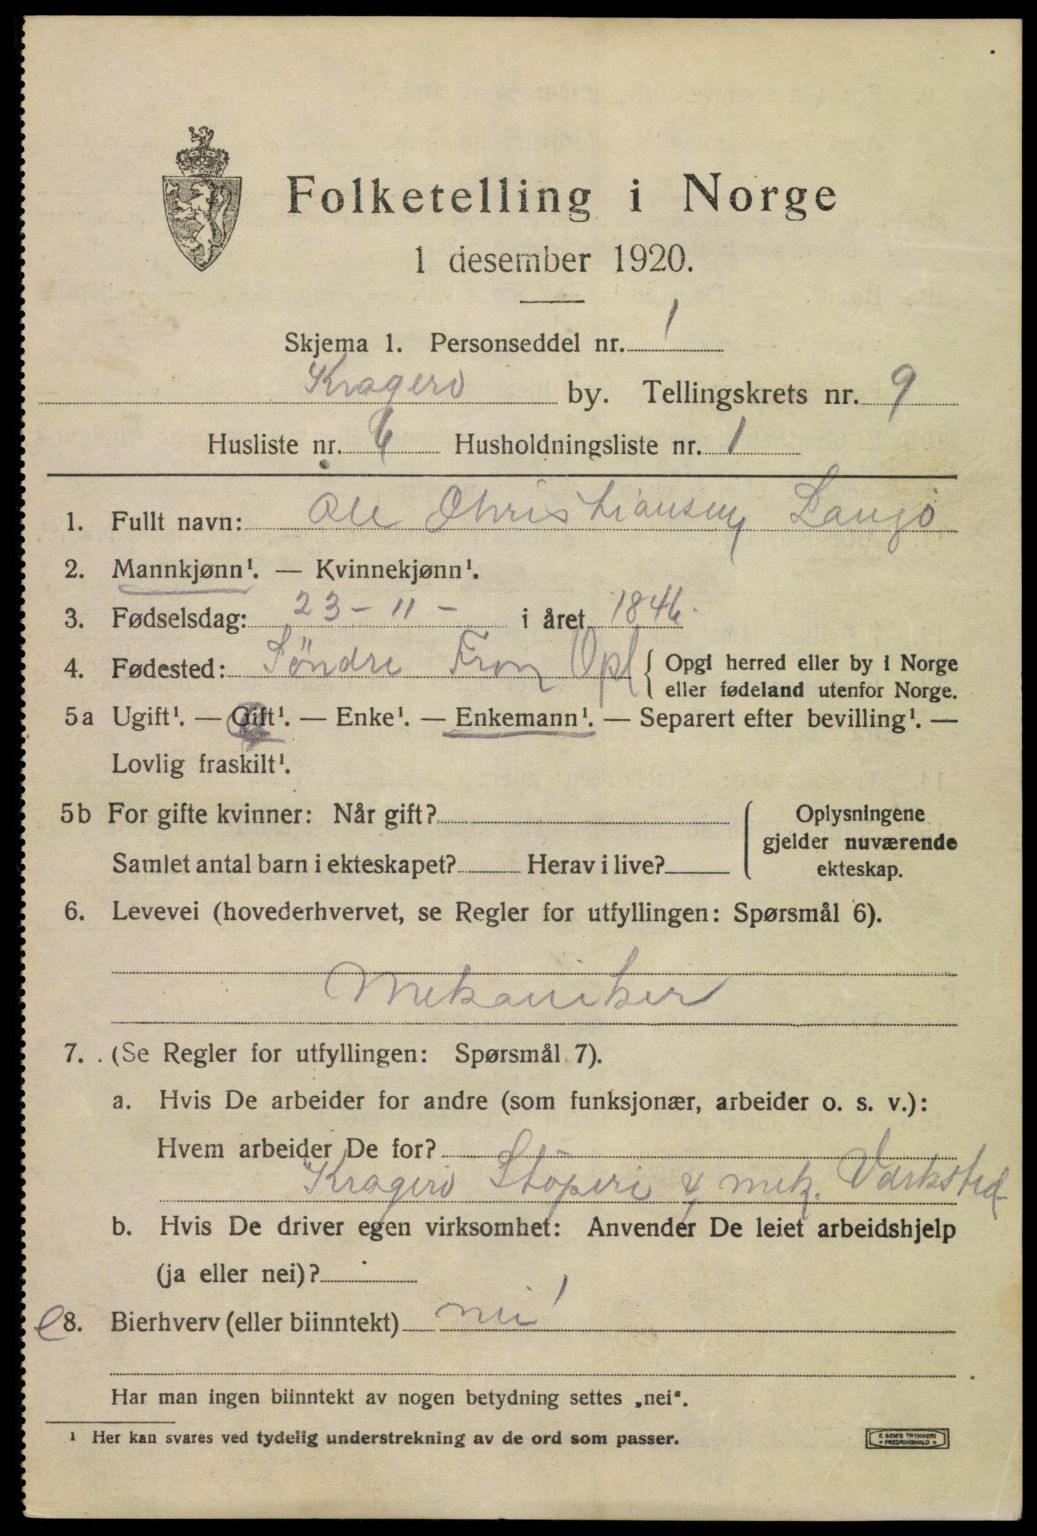 Folketelling i Norge
1 desember 1920.
Skjema 1. Personseddel nr. 1
Kragerø by. Tellingskrets nr. 9
Husliste nr. 6 Husholdningsliste nr. 1
1. Fullt navn: Ole Christiansen Langö
2. Mannkjønn¹. — Kvinnekjønn¹.
3. Fødselsdag: 23 - 11 - i året 1846.
4. Fødested: Söndre Fron Opl { Opgi herred eller by i Norge
eller fødeland utenfor Norge.
5a Ugift¹. — Gift¹. — Enke¹. — Enkemann¹. — Separert efter bevilling¹. —
Lovlig fraskilt¹.
5b For gifte kvinner: Når gift? { Oplysningene
gjelder nuværende
Samlet antal barn i ekteskapet? Herav i live? ekteskap.
6. Levevei (hovederhvervet, se Regler for utfyllingen: Spørsmål 6).
Mekaniker
7. (Se Regler for utfyllingen: Spørsmål 7).
a. Hvis De arbeider for andre (som funksjonær, arbeider o. s. v.):
Hvem arbeider De for?
Kragerö Stöperi & mek. Værksted
b. Hvis De driver egen virksomhet: Anvender De leiet arbeidshjelp
(ja eller nei)?
8. Bierhverv (eller biinntekt) nei!
Har man ingen biinntekt av nogen betydning settes „nei“.
¹ Her kan svares ved tydelig understrekning av de ord som passer.
E. SEMS TRYKKERI
FREDRIKSHALD